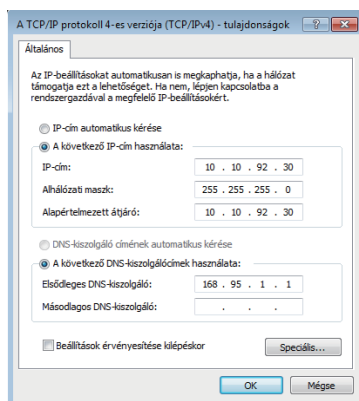 A TCP/IP protokoll 4-es verziója (TCP/IPv4) - tulajdonságok
Általános
Az IP-beállításokat automatikusan is megkaphatja, ha a hálózat
támogatja ezt a lehetőséget. Ha nem, lépjen kapcsolatba a
rendszergazdával a megfelelő IP-beállításokért.
IP-cím automatikus kérése
A következő IP-cím használata:
IP-cím: 10 . 10 . 92 . 30
Alhálózati maszk: 255 . 255 . 255 . 0
Alapértelmezett átjáró: 10 . 10 . 92 . 30
DNS-kiszolgáló címének automatikus kérése
A következő DNS-kiszolgálócímek használata:
Elsődleges DNS-kiszolgáló: 168 . 95 . 1 . 1
Másodlagos DNS-kiszolgáló: . . .
Beállítások érvényesítése kilépéskor
Speciális...
OK Mégse